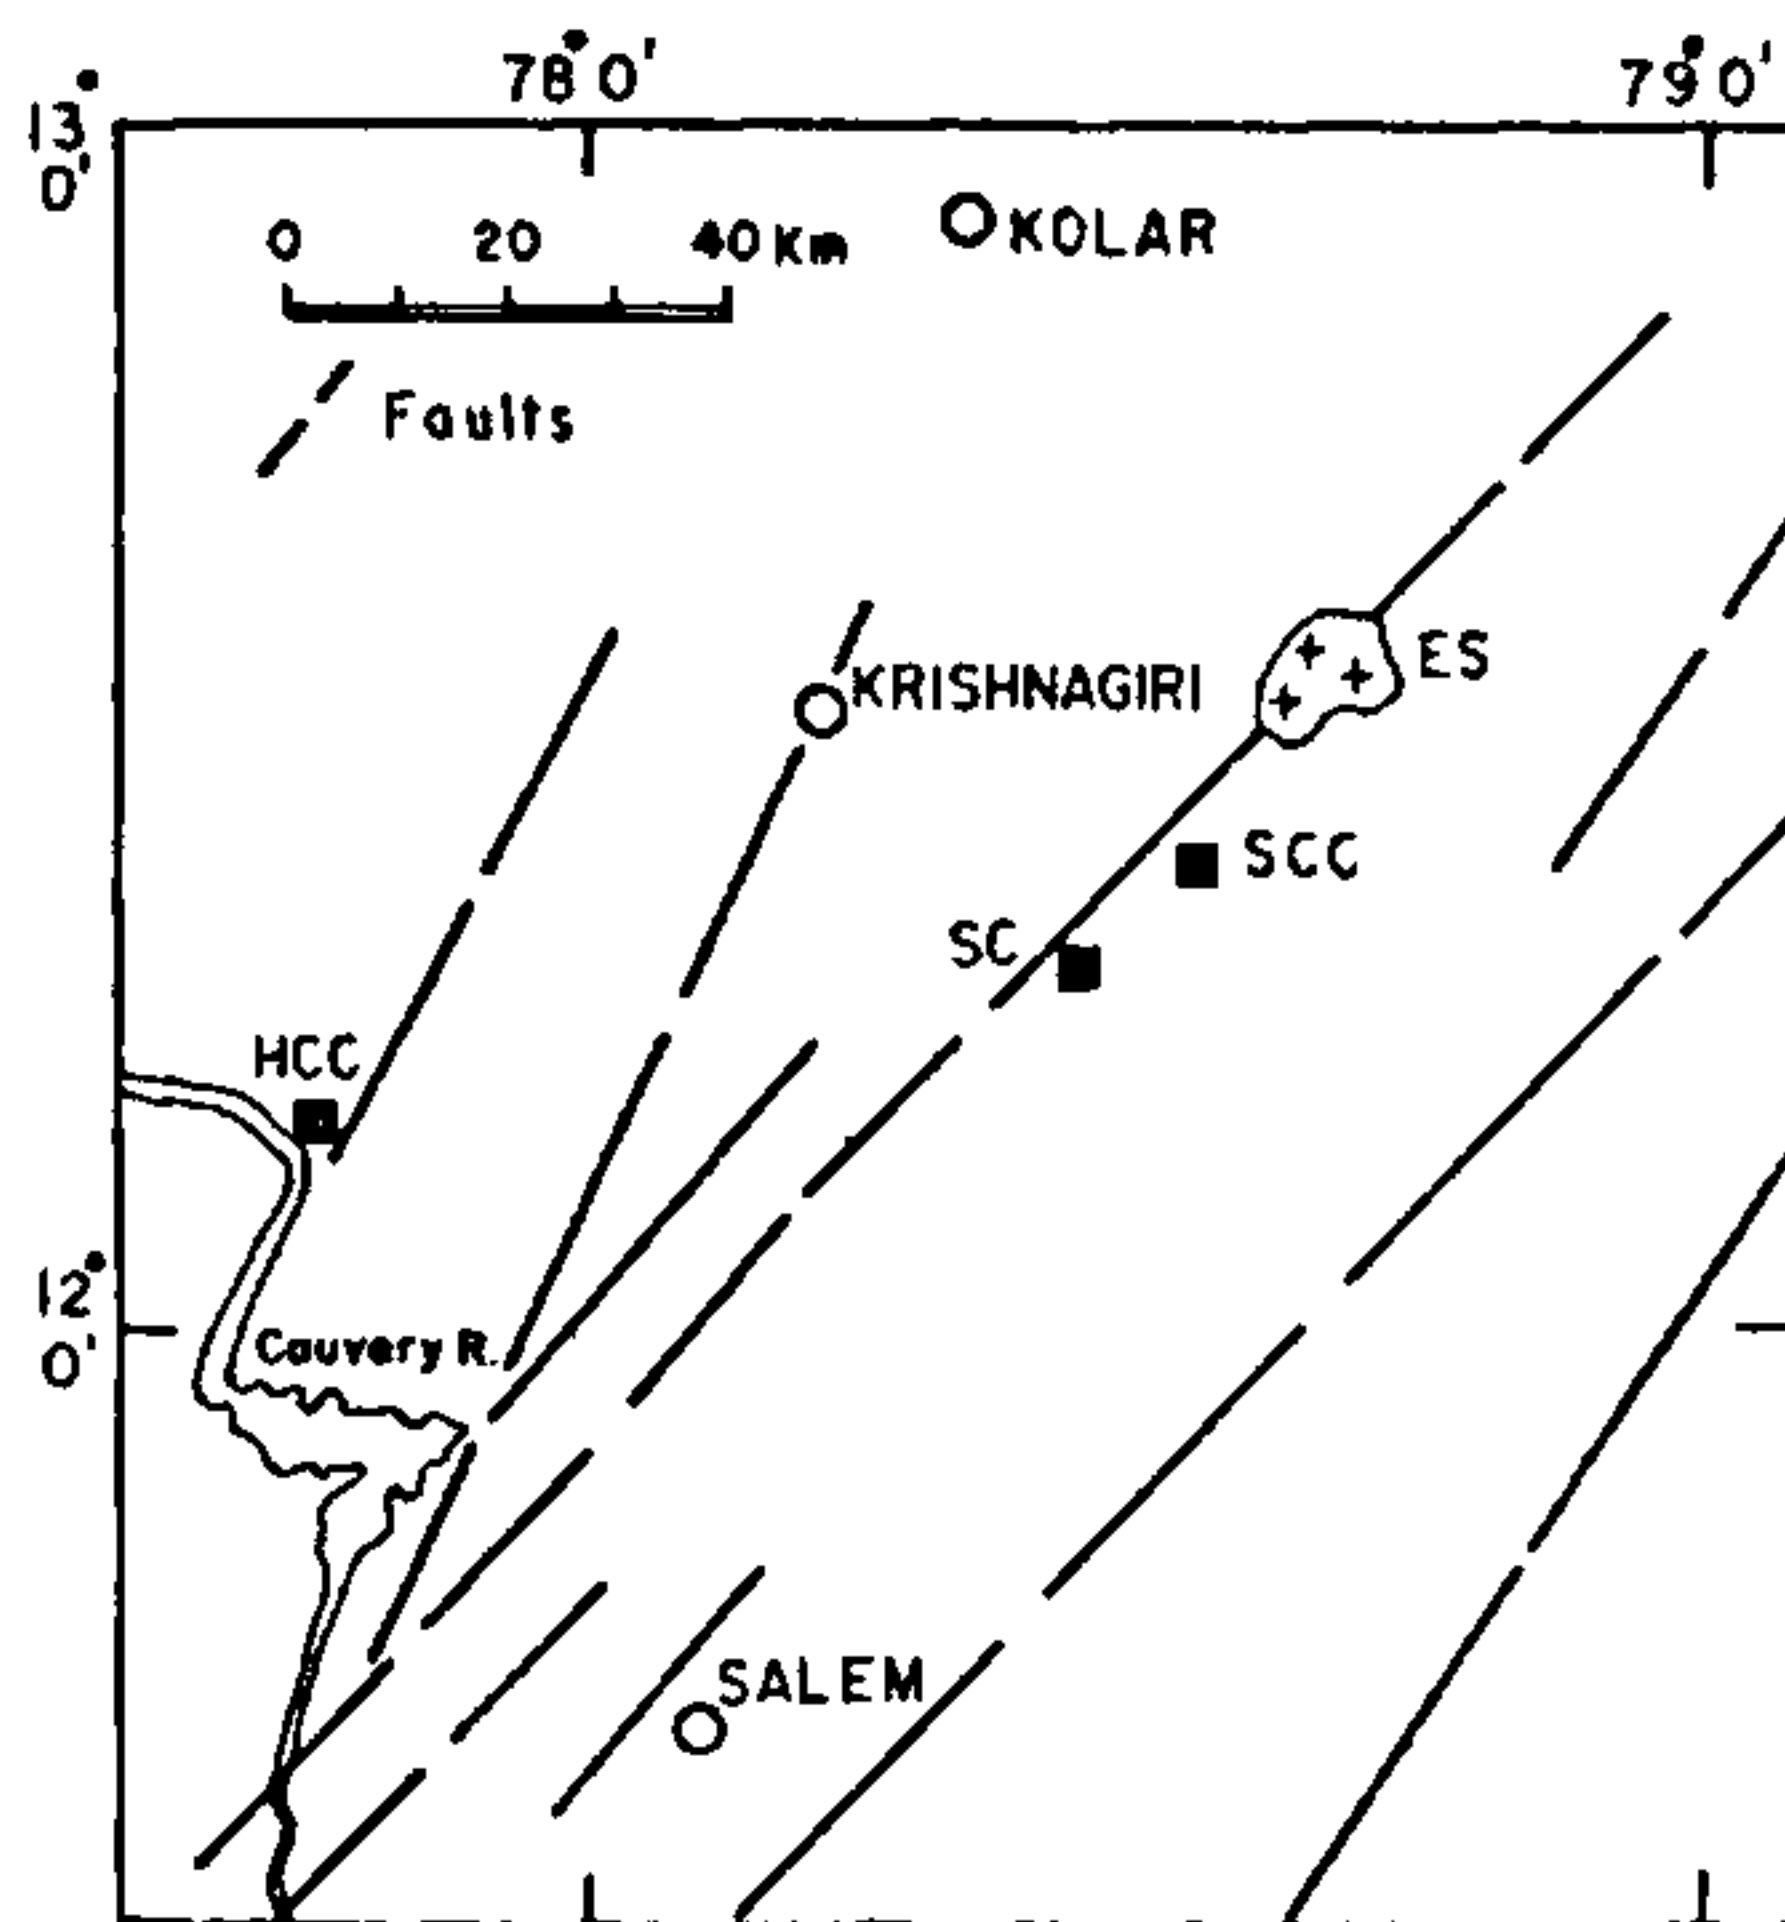 78°0' 79°0'
13°
0'
KOLAR
0 20 40 Km
Faults
KRISHNAGIRI
ES
SCC
SC
HCC
12°
0'
Cauvery R.
SALEM